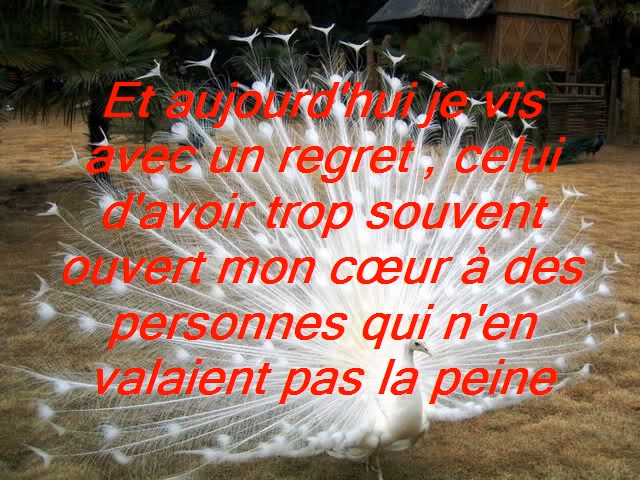 Et aujourd'hui je vis
avec un regret , celui
d'avoir trop souvent
ouvert mon cœur à des
personnes qui n'en
valaient pas la peine